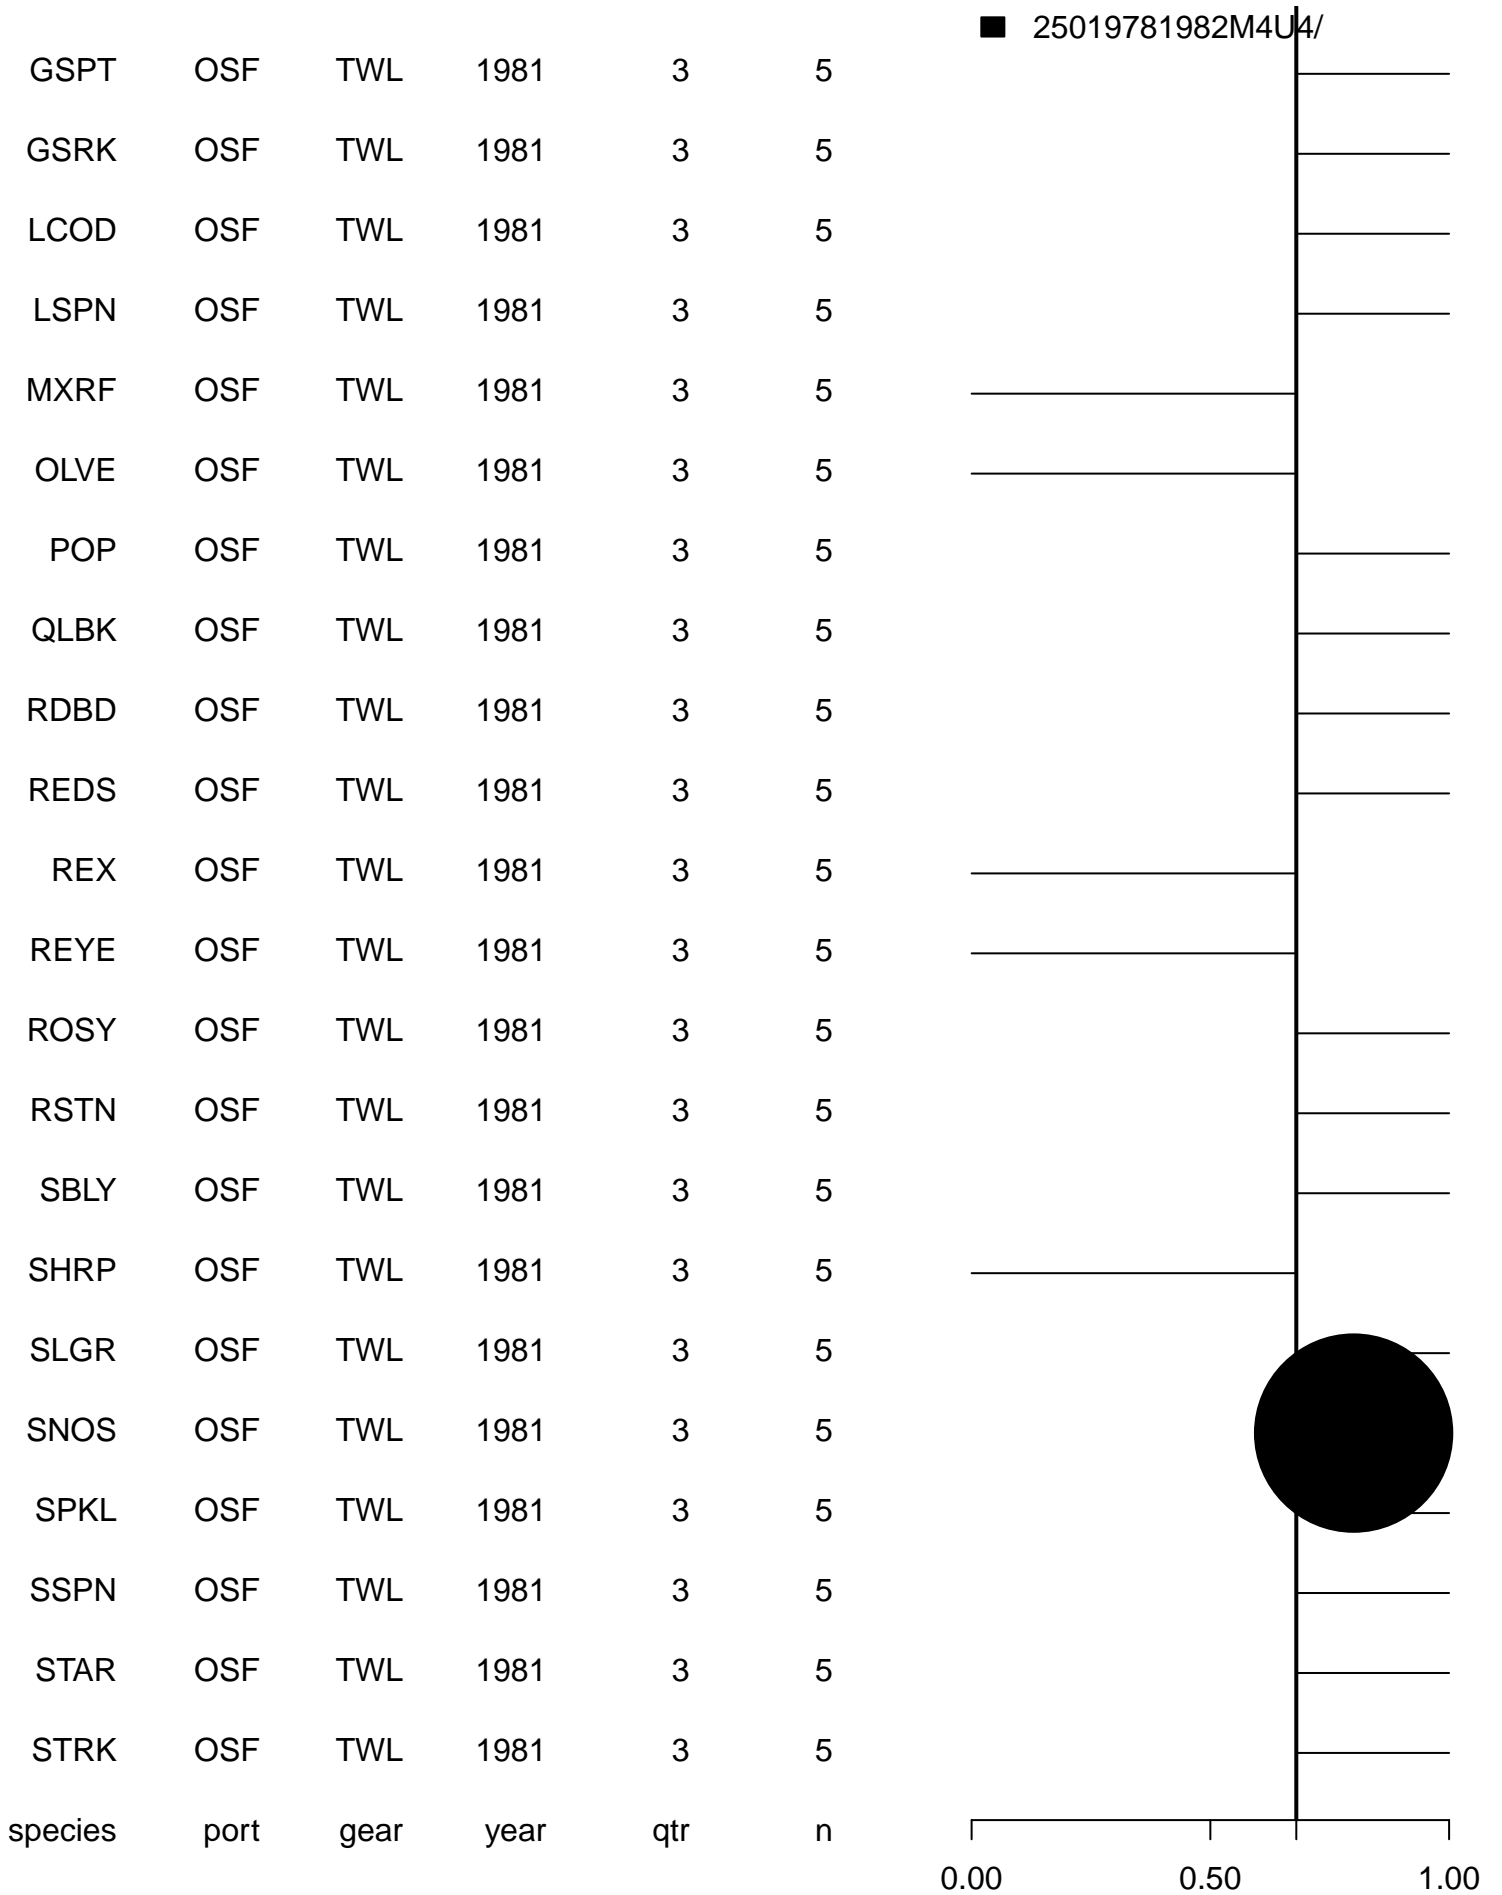 25019781982M4U4/
GSPT OSF TWL 1981 3 5
GSRK OSF TWL 1981 3 5
LCOD OSF TWL 1981 3 5
LSPN OSF TWL 1981 3 5
MXRF OSF TWL 1981 3 5
OLVE OSF TWL 1981 3 5
POP OSF TWL 1981 3 5
QLBK OSF TWL 1981 3 5
RDBD OSF TWL 1981 3 5
REDS OSF TWL 1981 3 5
REX OSF TWL 1981 3 5
REYE OSF TWL 1981 3 5
ROSY OSF TWL 1981 3 5
RSTN OSF TWL 1981 3 5
SBLY OSF TWL 1981 3 5
SHRP OSF TWL 1981 3 5
SLGR OSF TWL 1981 3 5
SNOS OSF TWL 1981 3 5
SPKL OSF TWL 1981 3 5
SSPN OSF TWL 1981 3 5
STAR OSF TWL 1981 3 5
STRK OSF TWL 1981 3 5
species port gear year qtr n
0.00 0.50 1.00